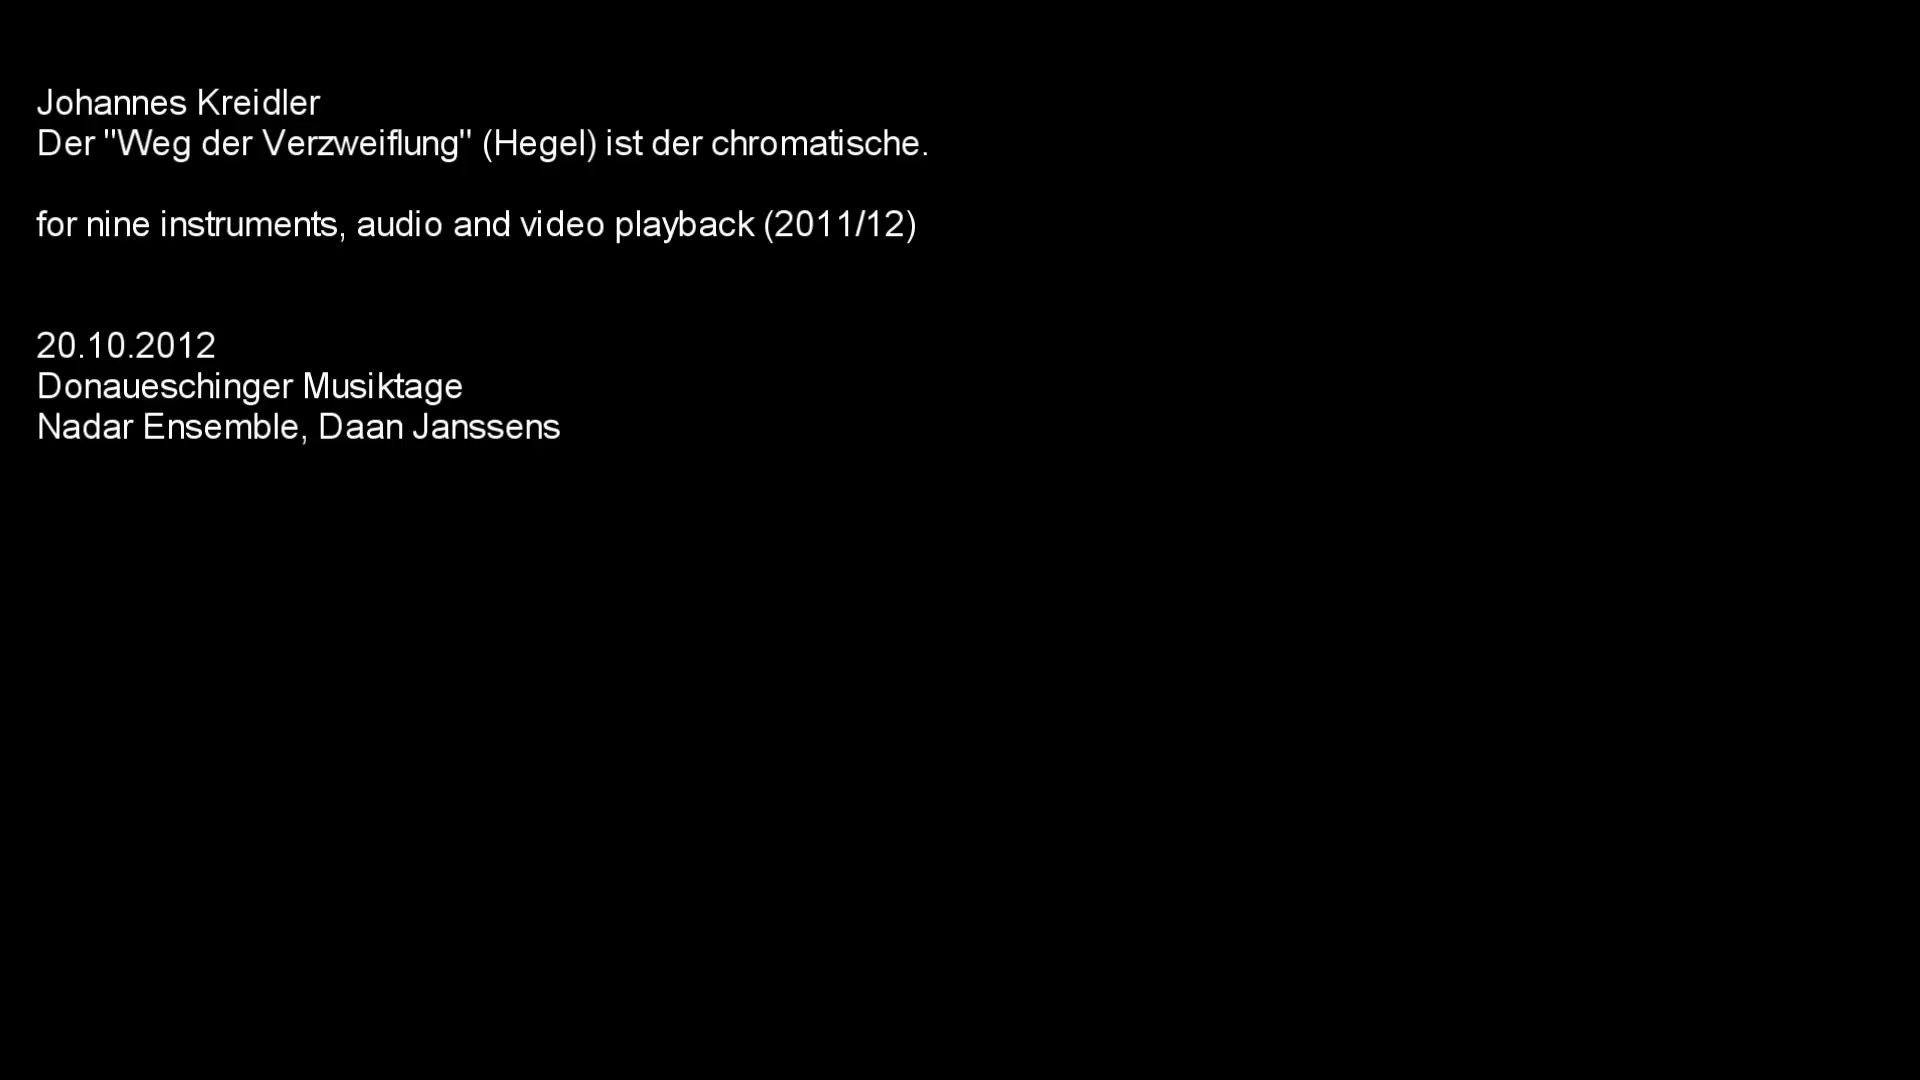 Johannes Kreidler
Der "Weg der Verzweiflung" (Hegel) ist der chromatische.
for nine instruments, audio and video playback (2011/12)
20.10.2012
Donaueschinger Musiktage
Nadar Ensemble, Daan Janssens